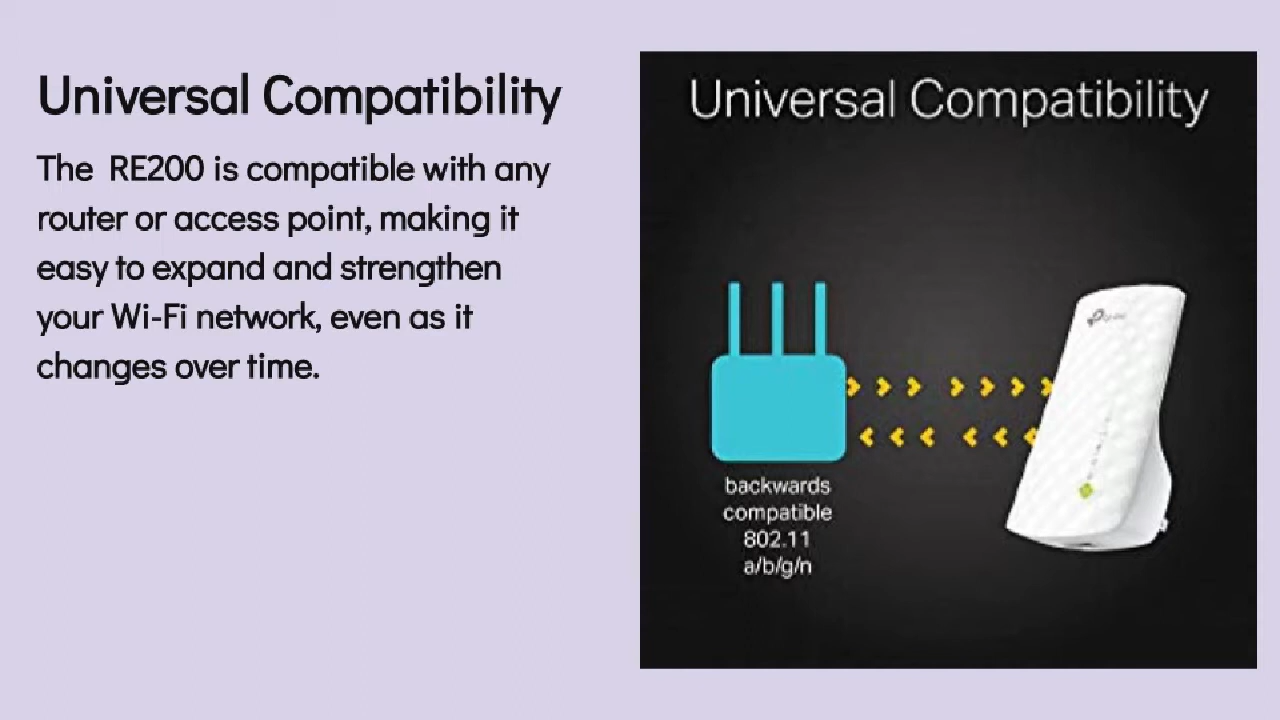 Universal Compatibility
The RE200 is compatible with any
router or access point, making it
easy to expand and strengthen
your Wi-Fi network, even as it
changes over time.
Universal Compatibility
backwards
compatible
802.11
a/b/g/n